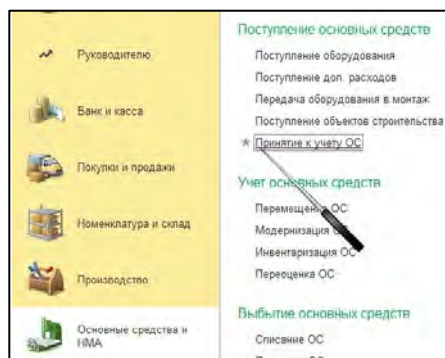 Руководителю
Банк и касса
Покупки и продажи
Номенклатура и склад
Производство
Основные средства и
НМА
Поступление основных средств
Поступление оборудования
Поступление доп. расходов
Передача оборудования в монтаж
Поступление объектов строительства
Принятие к учету ОС
Учет основных средств
Перемещение ОС
Модернизация ОС
Инвентаризация ОС
Переоценка ОС
Выбытие основных средств
Списание ОС